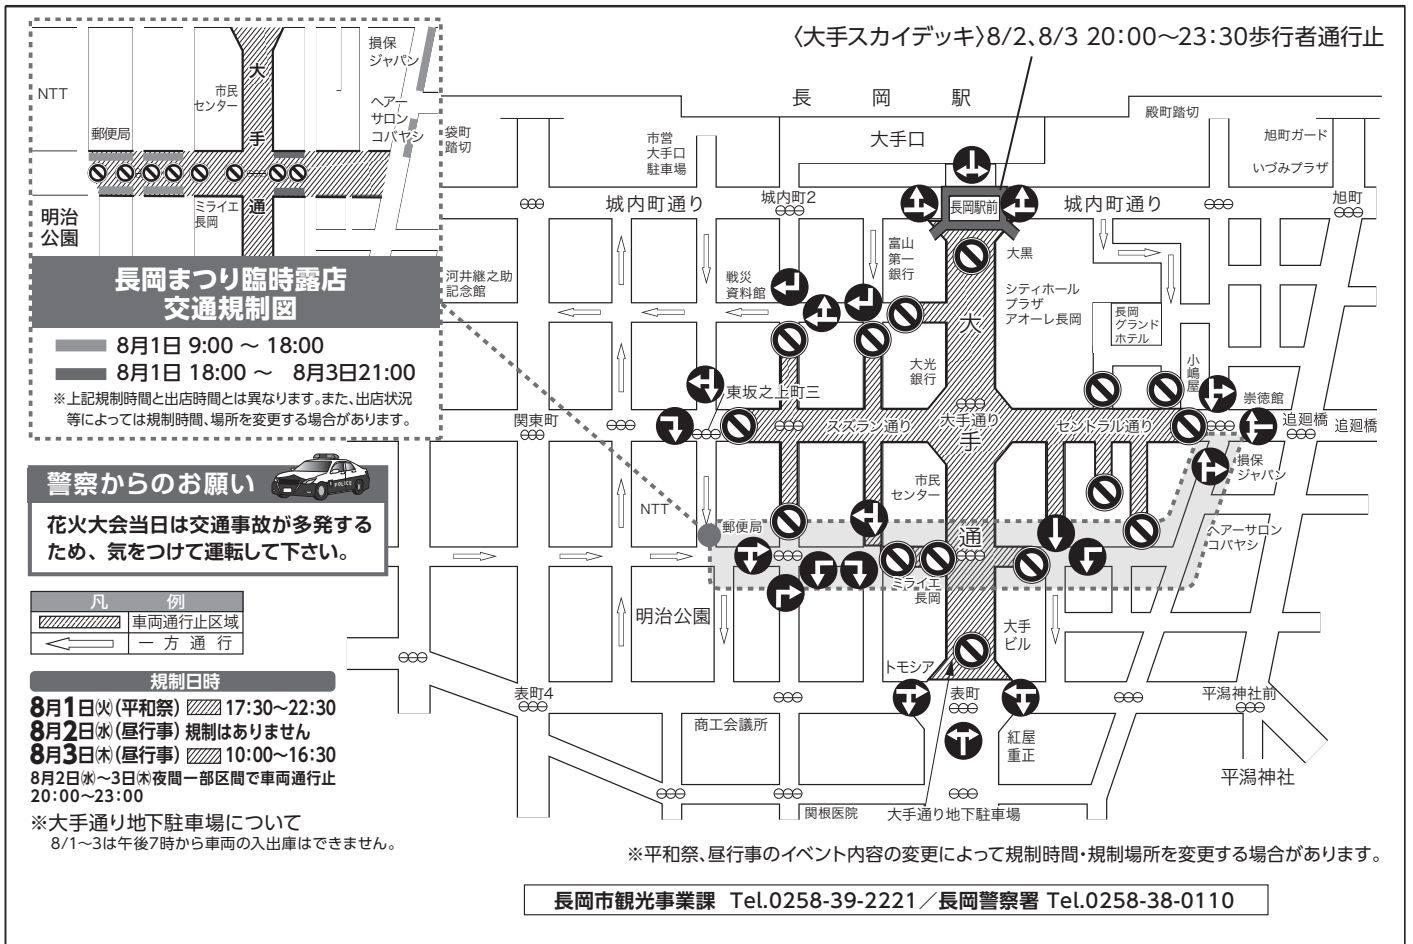 〈大手スカイデッキ〉8/2、8/3 20：00〜23：30歩行者通行止
損保
ジャパン
大
手
通
NTT
市民
センター
ヘアー
サロン
コバヤシ
郵便局
ミライエ
長岡
明治
公園
長岡まつり臨時露店
交通規制図
8月1日 9:00 〜 18:00
8月1日 18:00 〜 8月3日21:00
※上記規制時間と出店時間とは異なります。また、出店状況
等によっては規制時間、場所を変更する場合があります。
警察からのお願い
POLICE
花火大会当日は交通事故が多発する
ため、気をつけて運転して下さい。
凡 例
車両通行止区域
一方通行
規制日時
8月1日㈫(平和祭) 17:30〜22:30
8月2日㈬(昼行事) 規制はありません
8月3日㈭(昼行事) 10:00〜16:30
8月2日㈬〜3日㈭夜間一部区間で車両通行止
20:00〜23:00
※大手通り地下駐車場について
8/1〜3は午後7時から車両の入出庫はできません。
長岡駅
大手口
殿町踏切
袋町
踏切
市営
大手口
駐車場
旭町ガード
いづみプラザ
城内町通り
城内町2
長岡駅前
城内町通り
旭町
河井継之助
記念館
戦災
資料館
富山
第一
銀行
大黒
シティホール
プラザ
アオーレ長岡
長岡
グランド
ホテル
大
手
通
大光
銀行
小嶋屋
崇徳館
東坂之上町三
関東町
スズラン通り
大手通り
セントラル通り
追廻橋
追廻橋
損保
ジャパン
市民
センター
NTT
郵便局
ヘアーサロン
コバヤシ
ミライエ
長岡
明治公園
大手
ビル
トモシア
表町4
表町
平潟神社前
商工会議所
紅屋
重正
平潟神社
関根医院
大手通り地下駐車場
※平和祭、昼行事のイベント内容の変更によって規制時間・規制場所を変更する場合があります。
長岡市観光事業課 Tel.0258-39-2221／長岡警察署 Tel.0258-38-0110